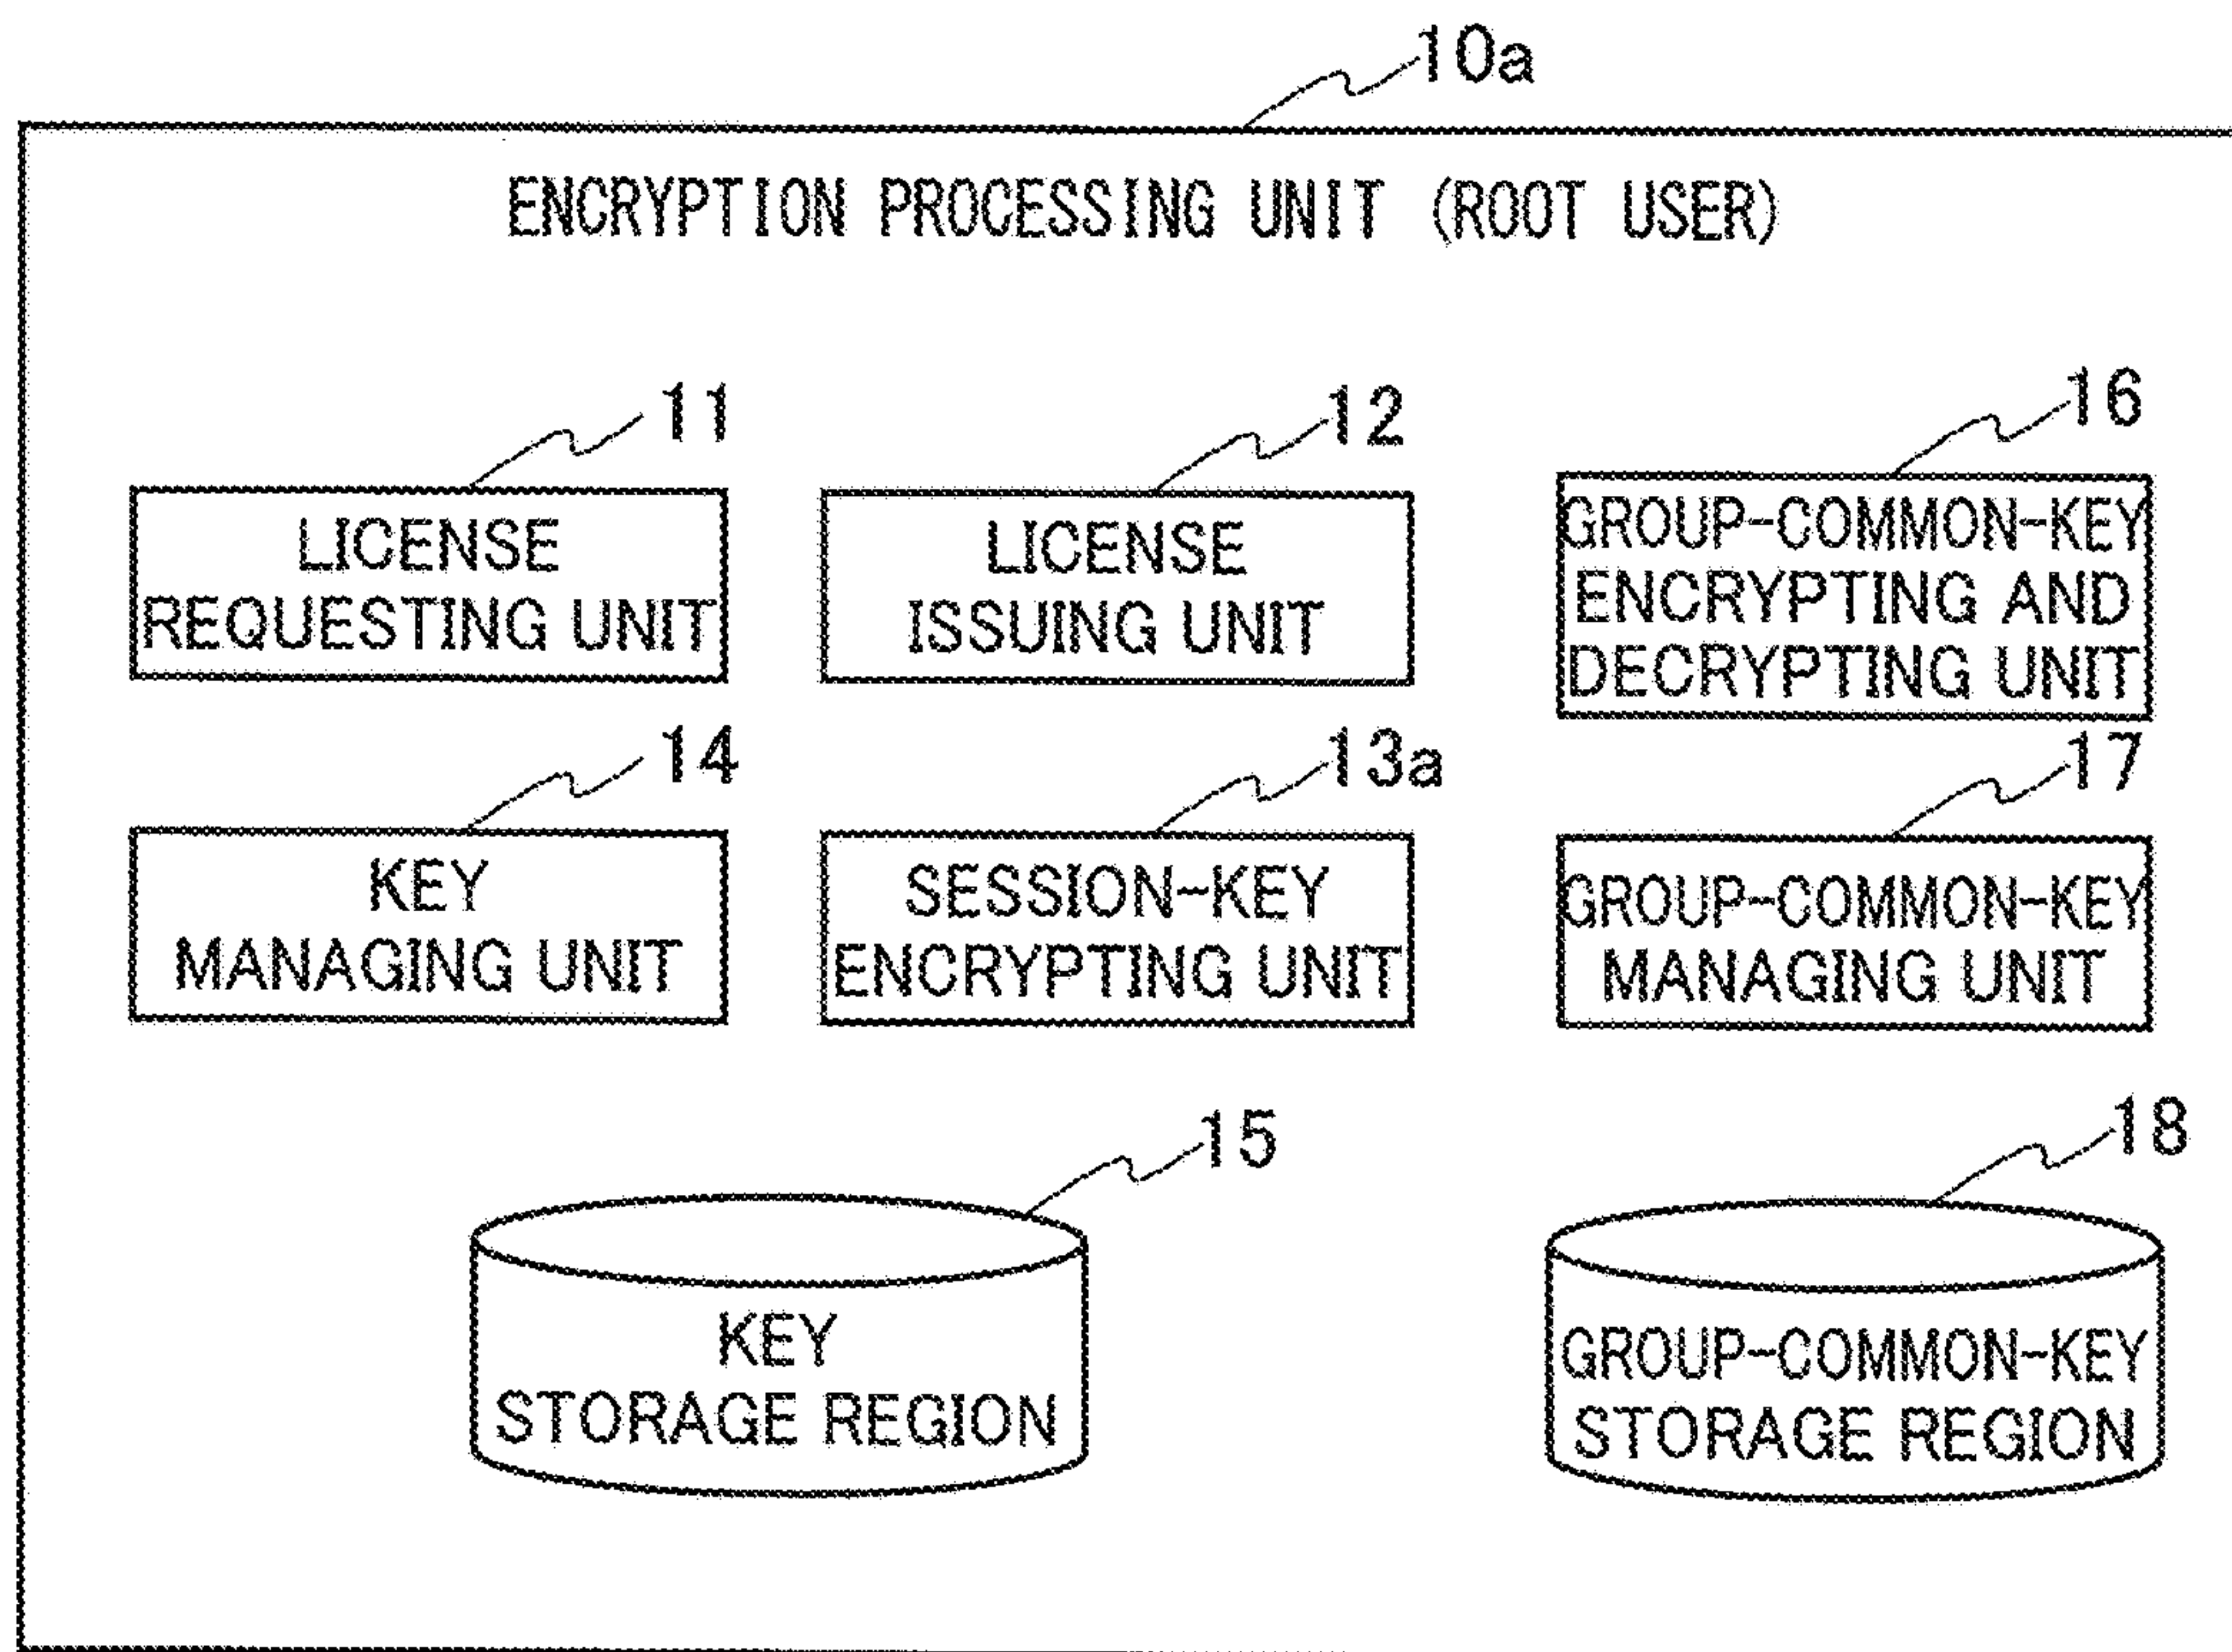 10a
ENCRYPTION PROCESSING UNIT (ROOT USER)
11
LICENSE
REQUESTING UNIT
12
LICENSE
ISSUING UNIT
16
GROUP-COMMON-KEY
ENCRYPTING AND
DECRYPTING UNIT
14
KEY
MANAGING UNIT
13a
SESSION-KEY
ENCRYPTING UNIT
17
GROUP-COMMON-KEY
MANAGING UNIT
15
KEY
STORAGE REGION
18
GROUP-COMMON-KEY
STORAGE REGION